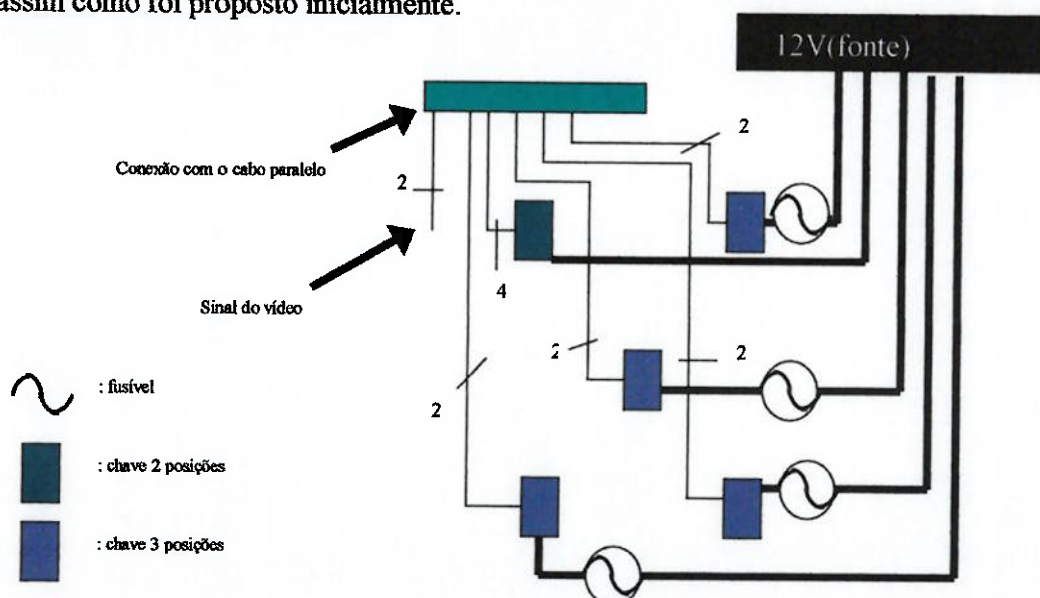 assim como foi proposto inicialmente.
12V(fonte)
2
Conexão com o cabo paralelo
2
Sinal do vídeo
4
2
2
2
: fusível
: chave 2 posições
: chave 3 posições